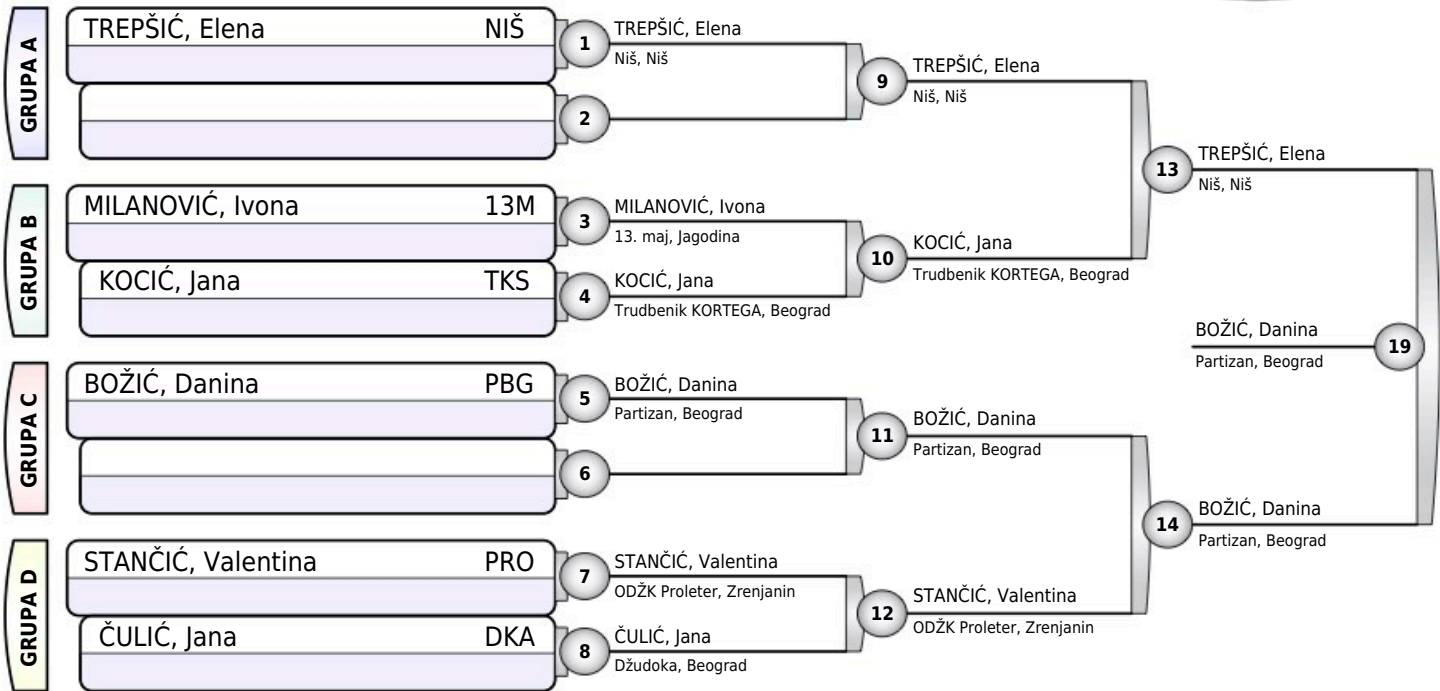 GRUPA A
TREPŠIĆ, Elena NIŠ
1
TREPŠIĆ, Elena
Niš, Niš
2
9
TREPŠIĆ, Elena
Niš, Niš
GRUPA B
MILANOVIĆ, Ivona 13M
3
MILANOVIĆ, Ivona
13. maj, Jagodina
KOCIĆ, Jana TKS
4
KOCIĆ, Jana
Trudbenik KORTEGA, Beograd
10
KOCIĆ, Jana
Trudbenik KORTEGA, Beograd
13
TREPŠIĆ, Elena
Niš, Niš
GRUPA C
BOŽIĆ, Danina PBG
5
BOŽIĆ, Danina
Partizan, Beograd
6
11
BOŽIĆ, Danina
Partizan, Beograd
GRUPA D
STANČIĆ, Valentina PRO
7
STANČIĆ, Valentina
ODŽK Proleter, Zrenjanin
ČULIĆ, Jana DKA
8
ČULIĆ, Jana
Džudoka, Beograd
12
STANČIĆ, Valentina
ODŽK Proleter, Zrenjanin
14
BOŽIĆ, Danina
Partizan, Beograd
BOŽIĆ, Danina
Partizan, Beograd
19